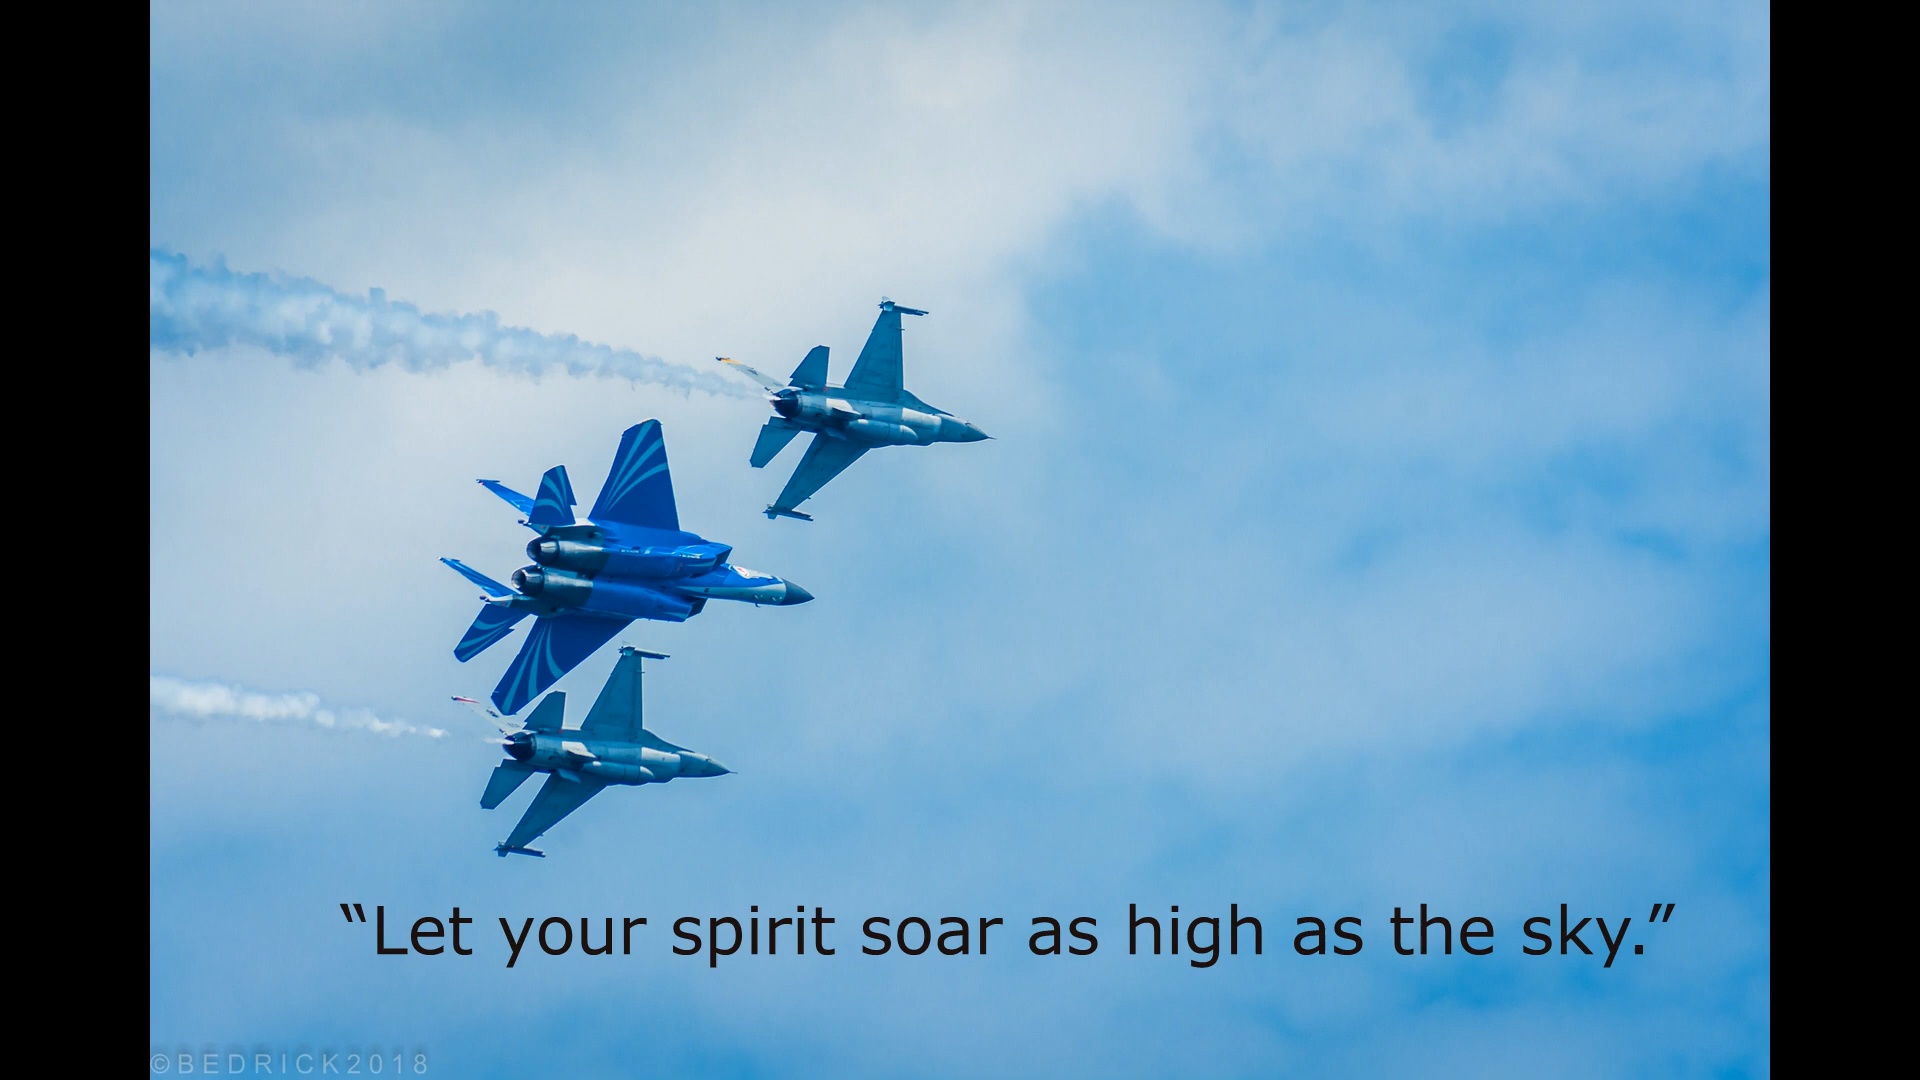 “Let your spirit soar as high as the sky.”
©BEDRICK2018